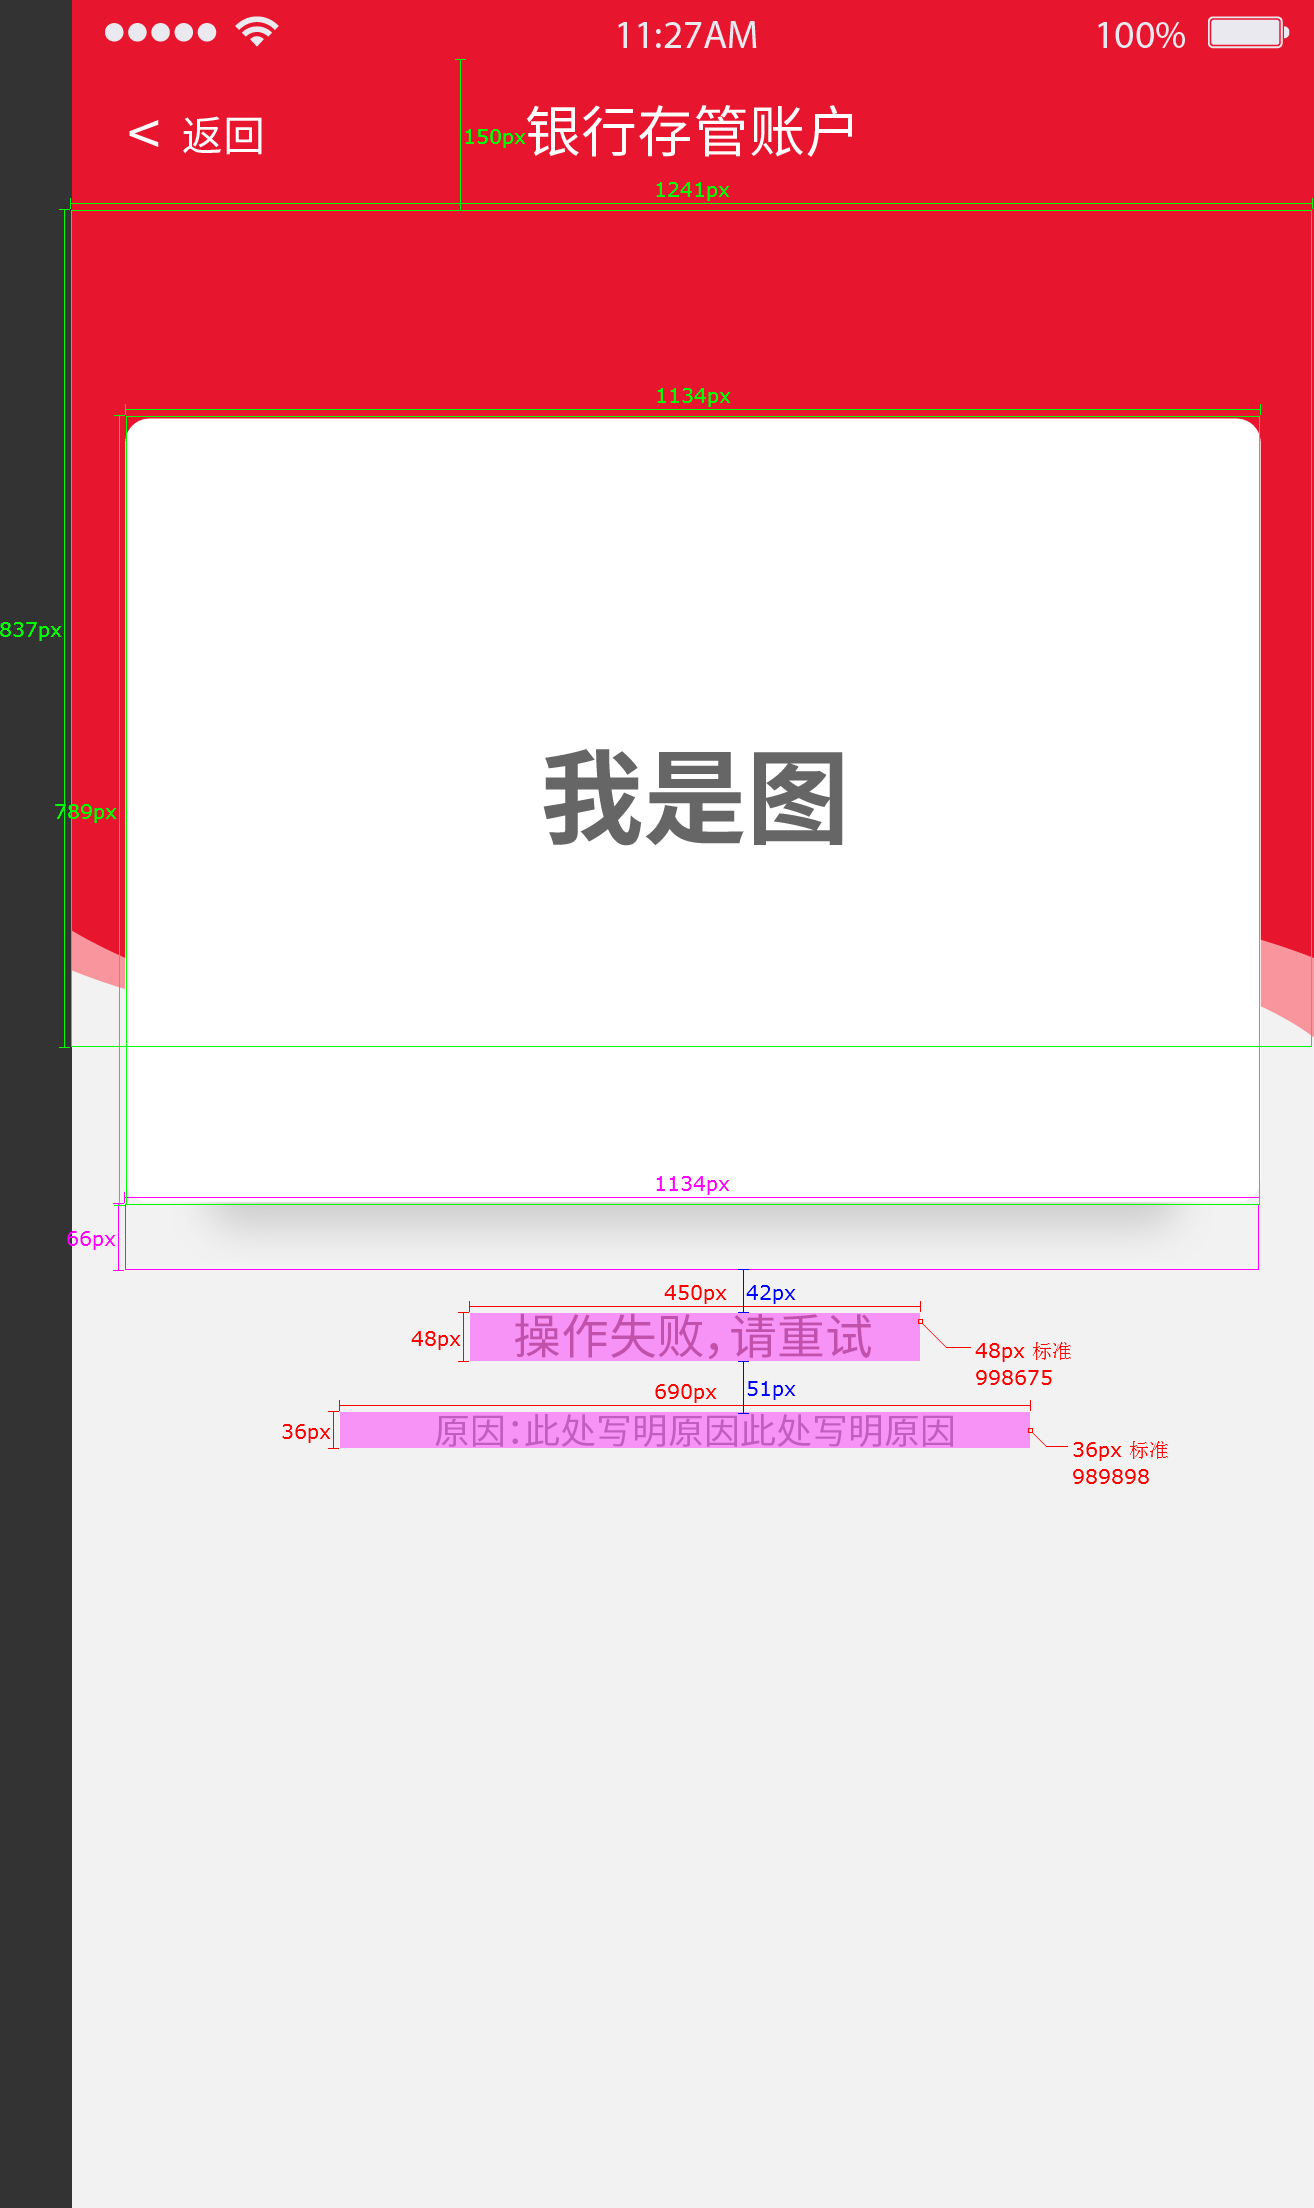 11:27AM
100%
< 返回
150px
银行存管账户
1241px
1134px
837px
我是图
789px
1134px
66px
450px
42px
48px
操作失败，请重试
48px 标准
998675
690px
51px
36px
原因：此处写明原因此处写明原因
36px 标准
989898